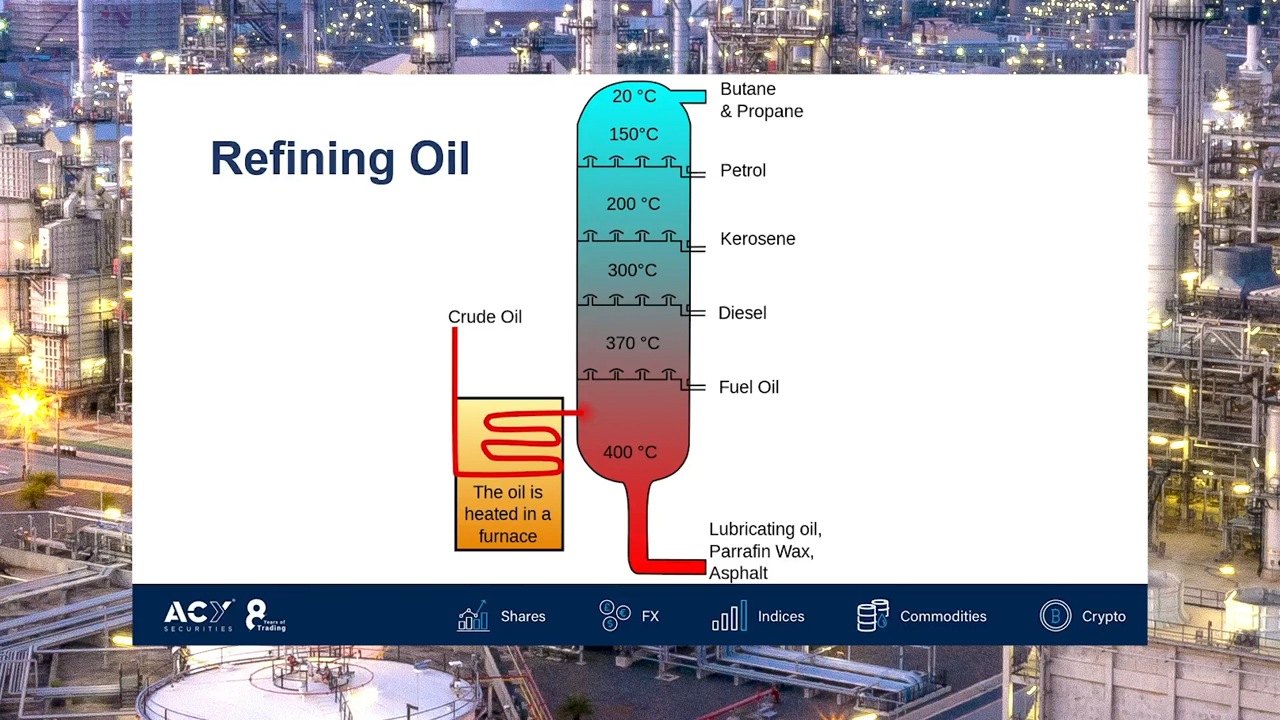 Refining Oil
20 °C
Butane
& Propane
150°C
Petrol
200 °C
Kerosene
300°C
Diesel
Crude Oil
370 °C
Fuel Oil
400 °C
The oil is
heated in a
furnace
Lubricating oil,
Parrafin Wax,
Asphalt
ACY
SECURITIES
8
Years of
Trading
Shares
FX
Indices
Commodities
Crypto